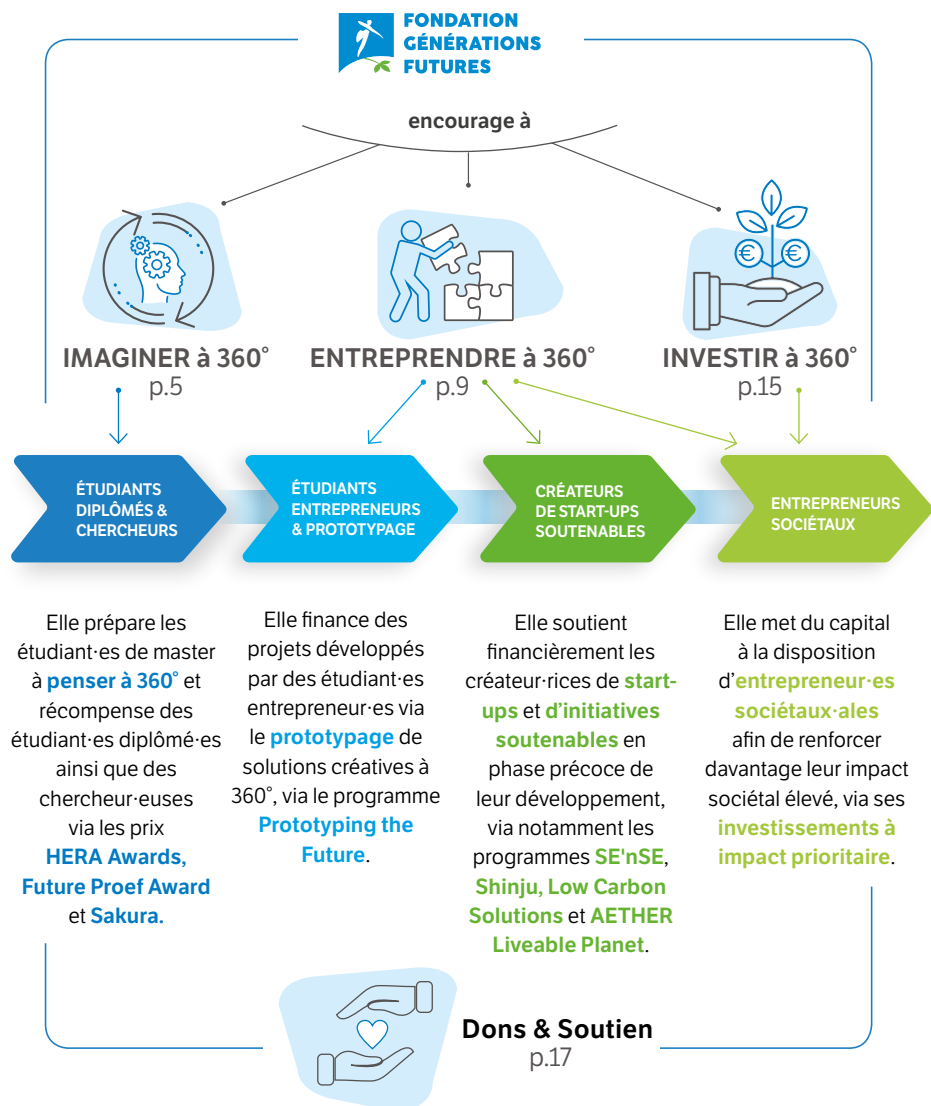 FONDATION
GÉNÉRATIONS
FUTURES
encourage à
IMAGINER à 360°
p.5
ENTREPRENDRE à 360°
p.9
INVESTIR à 360°
p.15
ÉTUDIANTS
DIPLÔMÉS &
CHERCHEURS
ÉTUDIANTS
ENTREPRENEURS
& PROTOTYPAGE
CRÉATEURS
DE START-UPS
SOUTENABLES
ENTREPRENEURS
SOCIÉTAUX
Elle prépare les
étudiant·es de master
à penser à 360° et
récompense des
étudiant·es diplômé·es
ainsi que des
chercheur·euses
via les prix
HERA Awards,
Future Proef Award
et Sakura.
Elle finance des
projets développés
par des étudiant·es
entrepreneur·es via
le prototypage de
solutions créatives à
360°, via le programme
Prototyping the
Future.
Elle soutient
financièrement les
créateur·rices de start-
ups et d'initiatives
soutenables en
phase précoce de
leur développement,
via notamment les
programmes SE'nSE,
Shinju, Low Carbon
Solutions et AETHER
Liveable Planet.
Elle met du capital
à la disposition
d'entrepreneur·es
sociétaux·ales
afin de renforcer
davantage leur impact
sociétal élevé, via ses
investissements à
impact prioritaire.
Dons & Soutien
p.17